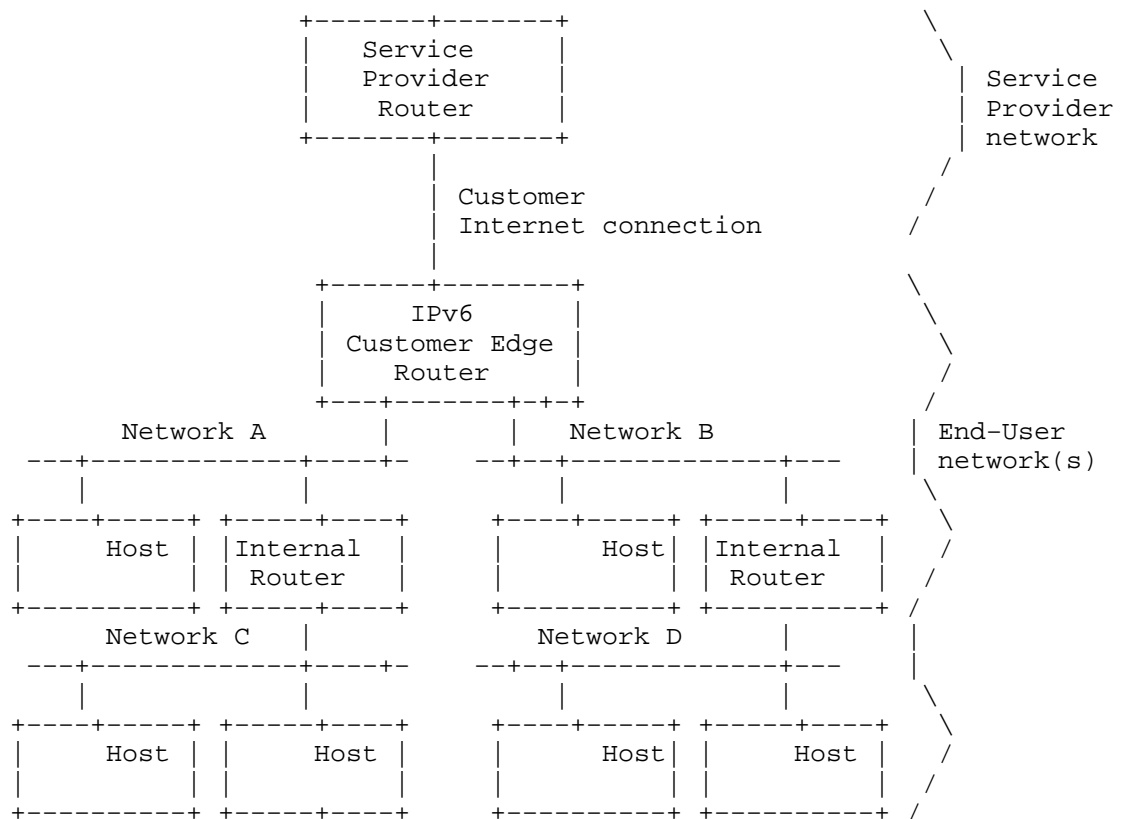 Service
Provider
Router
Service
Provider
network
Customer
Internet connection
IPv6
Customer Edge
Router
Network A
Network B
End-User
network(s)
Host
Internal
Router
Host
Internal
Router
Network C
Network D
Host
Host
Host
Host